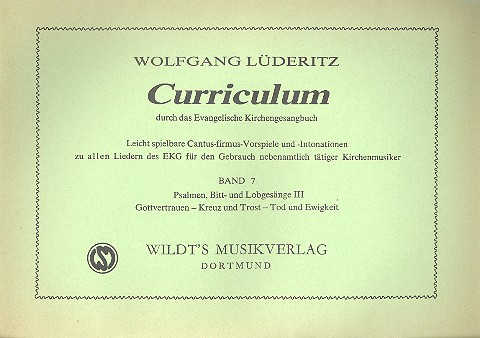 WOLFGANG LÜDERITZ
Curriculum
durch das Evangelische Kirchengesangbuch
Leicht spielbare Cantus-firmus-Vorspiele und -Intonationen
zu allen Liedern des EKG für den Gebrauch nebenamtlich tätiger Kirchenmusiker
BAND 7
Psalmen, Bitt- und Lobgesänge III
Gottvertrauen – Kreuz und Trost – Tod und Ewigkeit
WILDT'S MUSIKVERLAG
DORTMUND